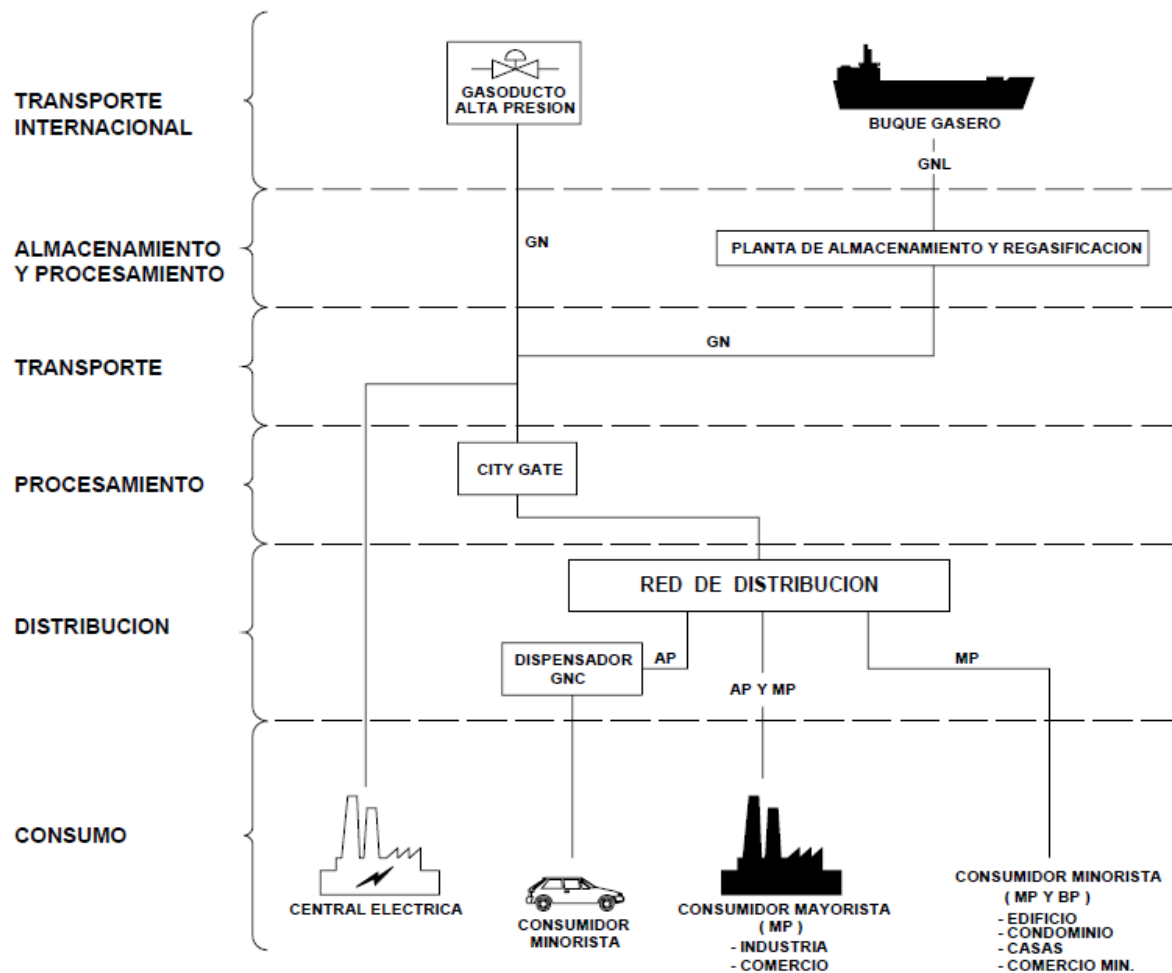 TRANSPORTE
INTERNACIONAL
GASODUCTO
ALTA PRESION
BUQUE GASERO
GNL
ALMACENAMIENTO
Y PROCESAMIENTO
GN
PLANTA DE ALMACENAMIENTO Y REGASIFICACION
TRANSPORTE
GN
PROCESAMIENTO
CITY GATE
DISTRIBUCION
RED DE DISTRIBUCION
DISPENSADOR
GNC
AP
AP Y MP
MP
CONSUMO
CENTRAL ELECTRICA
CONSUMIDOR
MINORISTA
CONSUMIDOR MAYORISTA
( MP )
- INDUSTRIA
- COMERCIO
CONSUMIDOR MINORISTA
( MP Y BP )
- EDIFICIO
- CONDOMINIO
- CASAS
- COMERCIO MIN.